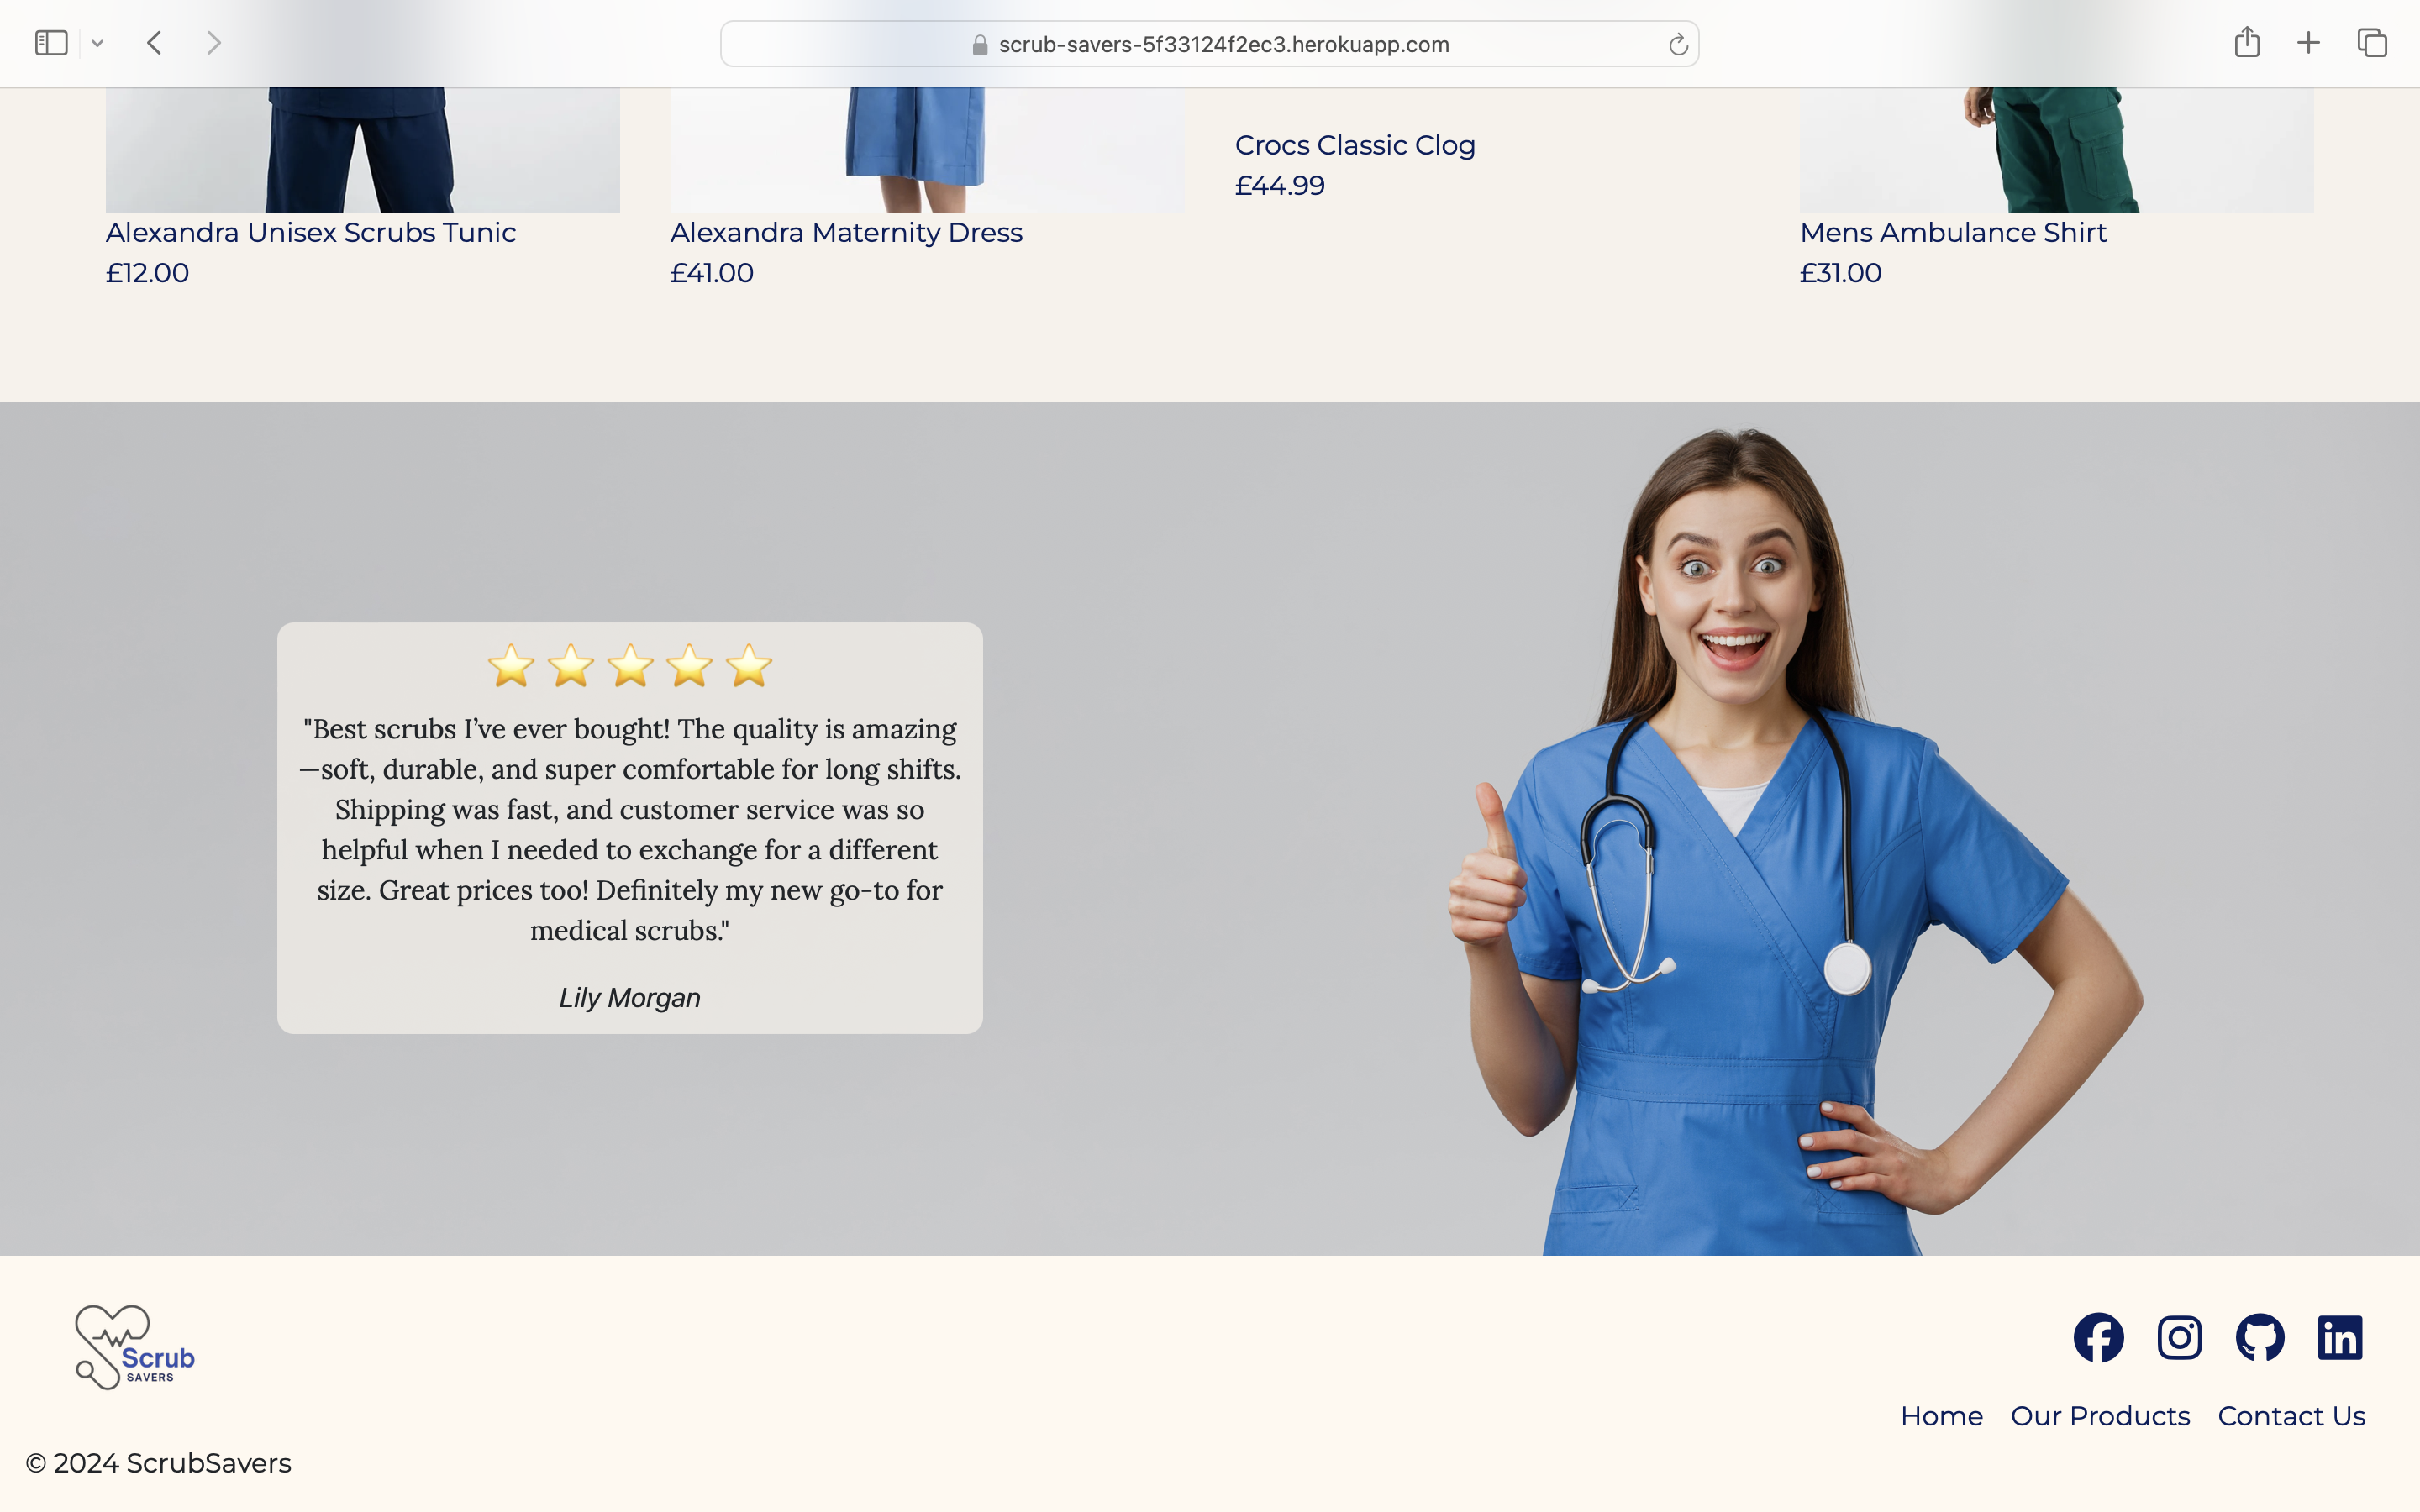 scrub-savers-5f33124f2ec3.herokuapp.com
Crocs Classic Clog
£44.99
Alexandra Unisex Scrubs Tunic
£12.00
Alexandra Maternity Dress
£41.00
Mens Ambulance Shirt
£31.00
"Best scrubs I’ve ever bought! The quality is amazing
—soft, durable, and super comfortable for long shifts.
Shipping was fast, and customer service was so
helpful when I needed to exchange for a different
size. Great prices too! Definitely my new go-to for
medical scrubs."
Lily Morgan
Scrub
SAVERS
Home Our Products Contact Us
© 2024 ScrubSavers